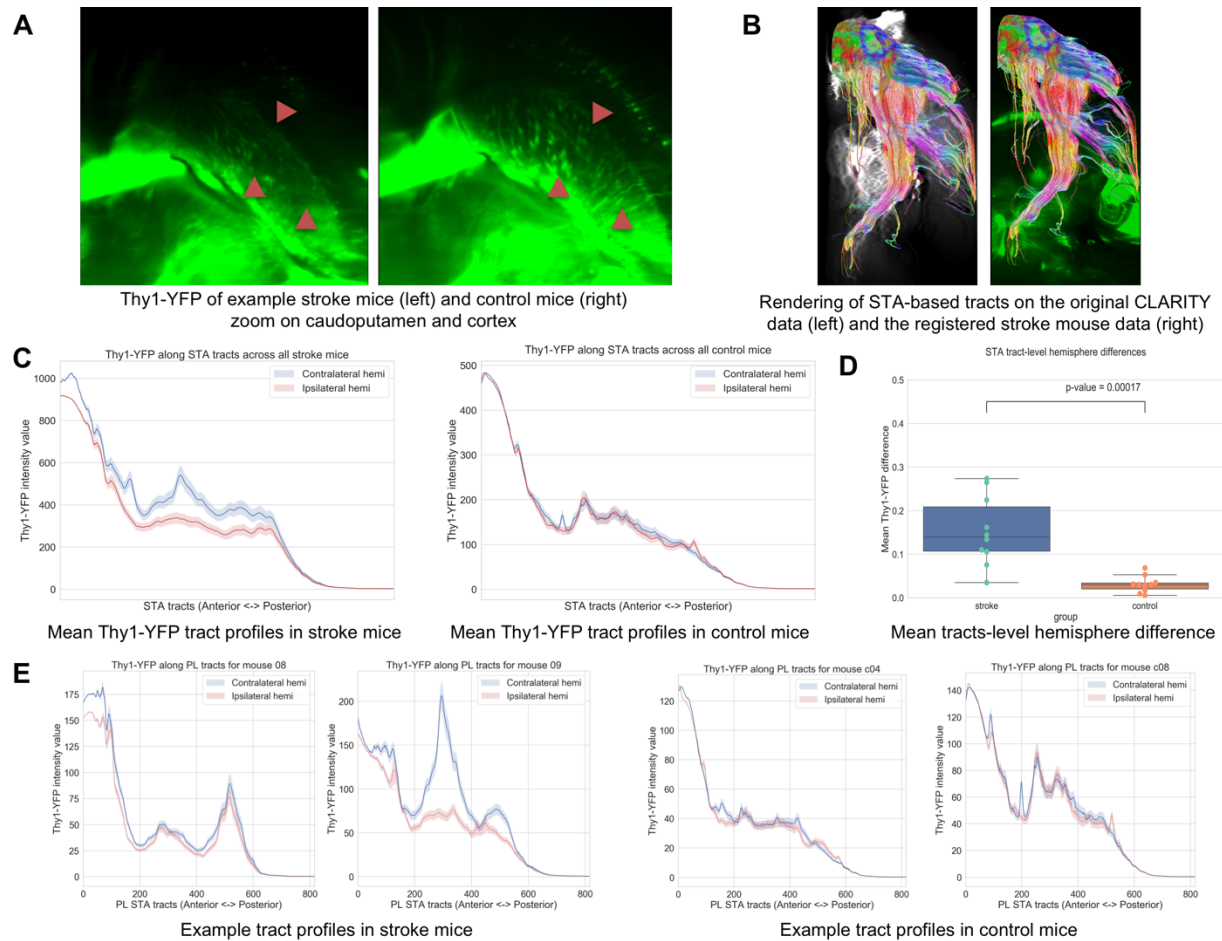 A
B
Thy1-YFP of example stroke mice (left) and control mice (right)
zoom on caudoputamen and cortex
Rendering of STA-based tracts on the original CLARITY
data (left) and the registered stroke mouse data (right)
C
Thy1-YFP along STA tracts across all stroke mice
Contralateral hemi
Ipsilateral hemi
Thy1-YFP intensity value
1000
800
600
400
200
0
STA tracts (Anterior <-> Posterior)
Mean Thy1-YFP tract profiles in stroke mice
Thy1-YFP along STA tracts across all control mice
Contralateral hemi
Ipsilateral hemi
Thy1-YFP intensity value
500
400
300
200
100
0
STA tracts (Anterior <-> Posterior)
Mean Thy1-YFP tract profiles in control mice
D
STA tract-level hemisphere differences
p-value = 0.00017
Mean Thy1-YFP difference
0.5
0.4
0.3
0.2
0.1
0.0
stroke
control
group
Mean tracts-level hemisphere difference
E
Thy1-YFP along PL tracts for mouse 08
Contralateral hemi
Ipsilateral hemi
Thy1-YFP intensity value
175
150
125
100
75
50
25
0
0 200 400 600 800
PL STA tracts (Anterior <-> Posterior)
Thy1-YFP along PL tracts for mouse 09
Contralateral hemi
Ipsilateral hemi
Thy1-YFP intensity value
200
150
100
50
0
0 200 400 600 800
PL STA tracts (Anterior <-> Posterior)
Example tract profiles in stroke mice
Thy1-YFP along PL tracts for mouse c04
Contralateral hemi
Ipsilateral hemi
Thy1-YFP intensity value
120
100
80
60
40
20
0
0 200 400 600 800
PL STA tracts (Anterior <-> Posterior)
Thy1-YFP along PL tracts for mouse c08
Contralateral hemi
Ipsilateral hemi
Thy1-YFP intensity value
140
120
100
80
60
40
20
0
0 200 400 600 800
PL STA tracts (Anterior <-> Posterior)
Example tract profiles in control mice